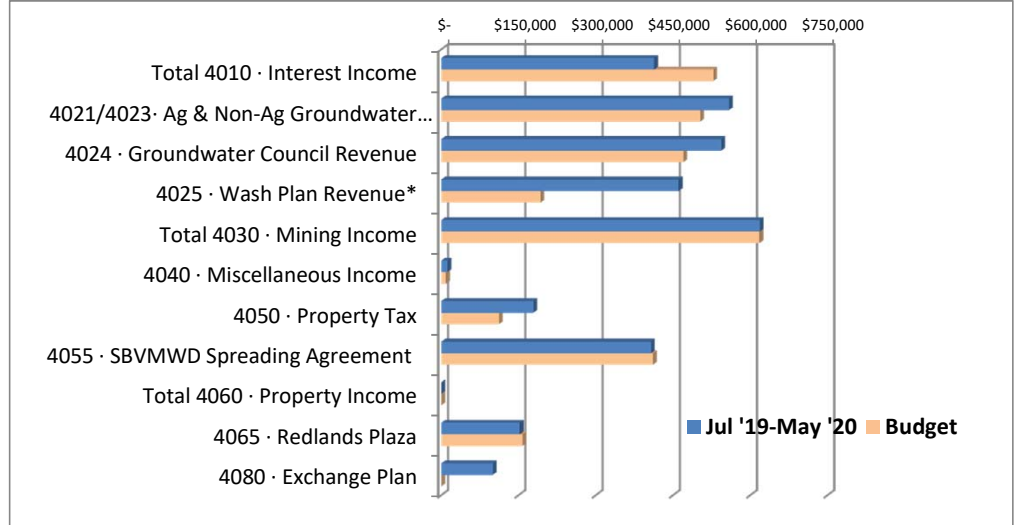 $- $150,000 $300,000 $450,000 $600,000 $750,000
Total 4010 · Interest Income
4021/4023· Ag & Non-Ag Groundwater...
4024 · Groundwater Council Revenue
4025 · Wash Plan Revenue*
Total 4030 · Mining Income
4040 · Miscellaneous Income
4050 · Property Tax
4055 · SBVMWD Spreading Agreement
Total 4060 · Property Income
4065 · Redlands Plaza
Jul '19-May '20 Budget
4080 · Exchange Plan